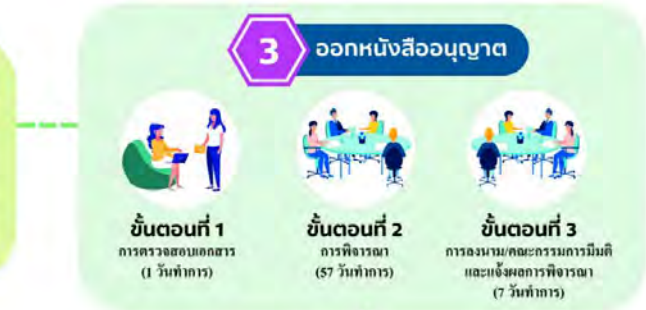 3
ออกหนังสืออนุญาต
ขั้นตอนที่ 1
การตรวจสอบเอกสาร
(1 วันทำการ)
ขั้นตอนที่ 2
การพิจารณา
(57 วันทำการ)
ขั้นตอนที่ 3
การลงนาม/คณะกรรมการมีมติ
และแจ้งผลการพิจารณา
(7 วันทำการ)